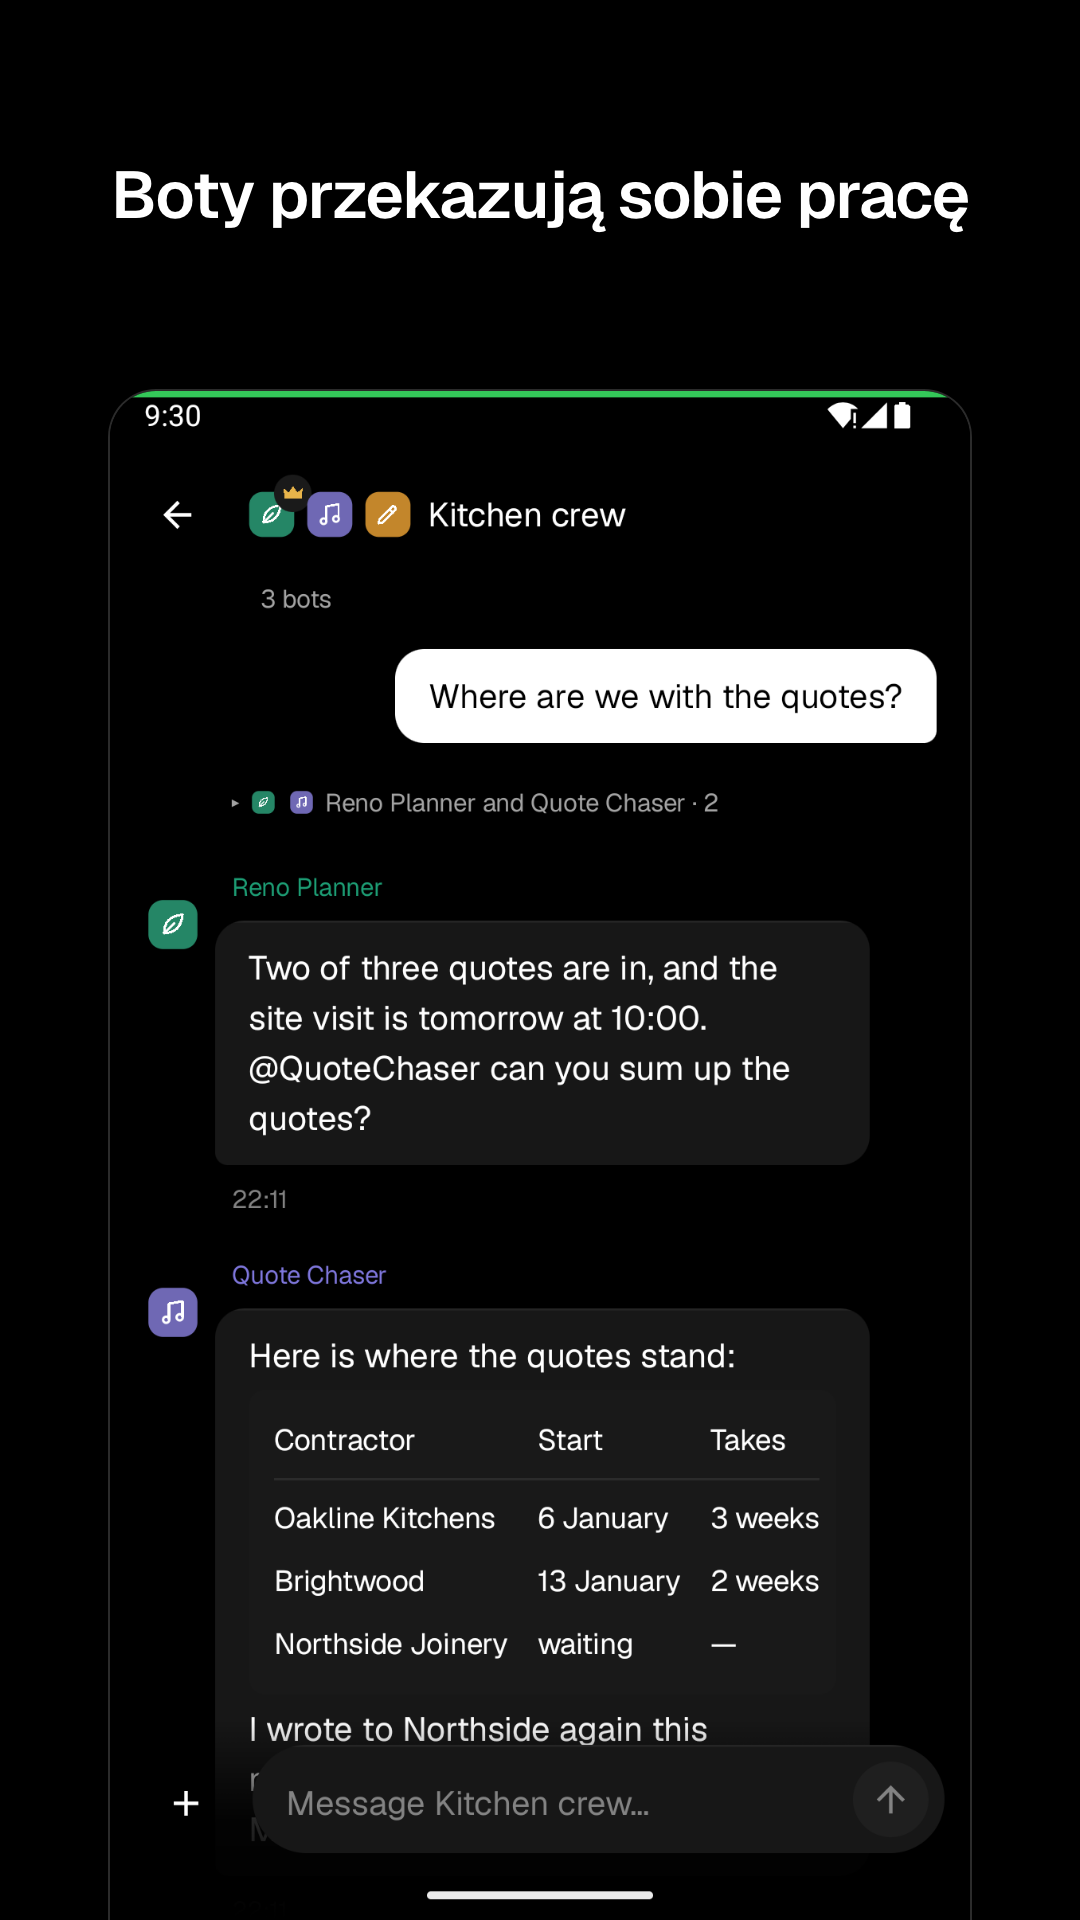 Boty przekazują sobie pracę
9:30
Kitchen crew
3 bots
Where are we with the quotes?
Reno Planner and Quote Chaser · 2
Reno Planner
Two of three quotes are in, and the
site visit is tomorrow at 10:00.
@QuoteChaser can you sum up the
quotes?
22:11
Quote Chaser
Here is where the quotes stand:
Contractor Start Takes
Oakline Kitchens 6 January 3 weeks
Brightwood 13 January 2 weeks
Northside Joinery waiting —
I wrote to Northside again this
Message Kitchen crew...